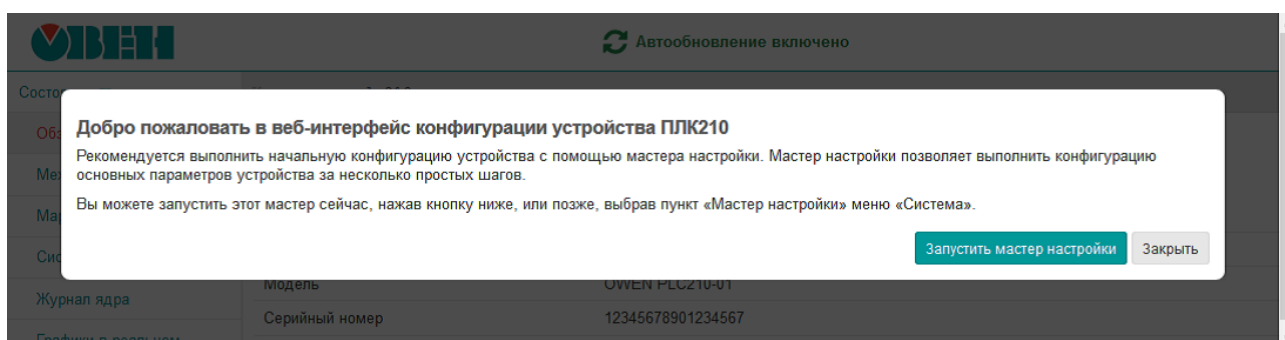 ОВЕН
Автообновление включено
Добро пожаловать в веб-интерфейс конфигурации устройства ПЛК210
Рекомендуется выполнить начальную конфигурацию устройства с помощью мастера настройки. Мастер настройки позволяет выполнить конфигурацию
основных параметров устройства за несколько простых шагов.
Вы можете запустить этот мастер сейчас, нажав кнопку ниже, или позже, выбрав пункт «Мастер настройки» меню «Система».
Запустить мастер настройки Закрыть
Модель OWEN PLC210-01
Журнал ядра
Серийный номер 12345678901234567